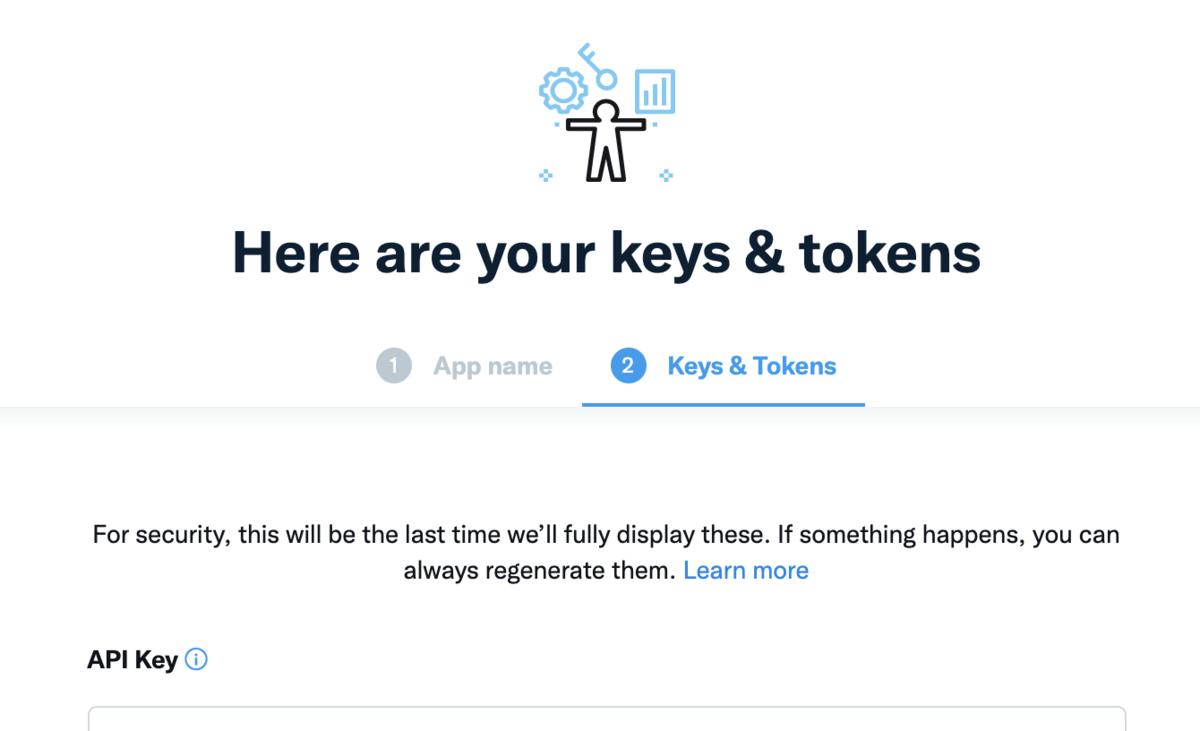 Here are your keys & tokens
1 App name 2 Keys & Tokens
For security, this will be the last time we’ll fully display these. If something happens, you can
always regenerate them. Learn more
API Key